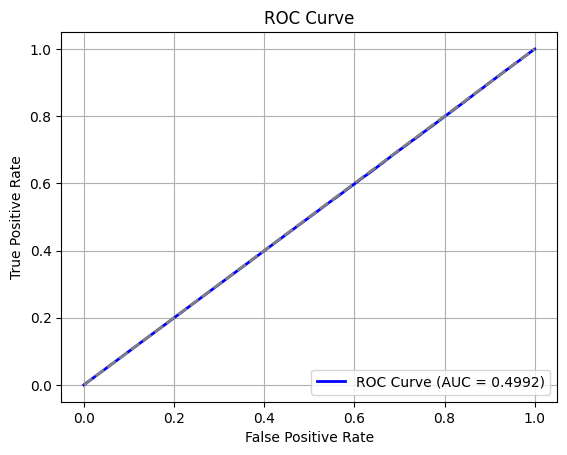 ROC Curve
1.0
0.8
0.6
0.4
0.2
0.0
True Positive Rate
ROC Curve (AUC = 0.4992)
0.0 0.2 0.4 0.6 0.8 1.0
False Positive Rate